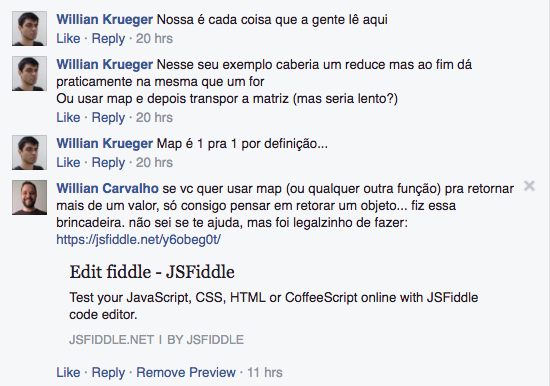 Willian Krueger Nossa é cada coisa que a gente lê aqui
Like · Reply · 20 hrs
Willian Krueger Nesse seu exemplo caberia um reduce mas ao fim dá
praticamente na mesma que um for
Ou usar map e depois transpor a matriz (mas seria lento?)
Like · Reply · 20 hrs
Willian Krueger Map é 1 pra 1 por definição...
Like · Reply · 20 hrs
Willian Carvalho se vc quer usar map (ou qualquer outra função) pra retornar
mais de um valor, só consigo pensar em retorar um objeto... fiz essa
brincadeira. não sei se te ajuda, mas foi legalzinho de fazer:
https://jsfiddle.net/y6obeg0t/
Edit fiddle - JSFiddle
Test your JavaScript, CSS, HTML or CoffeeScript online with JSFiddle
code editor.
JSFIDDLE.NET | BY JSFIDDLE
Like · Reply · Remove Preview · 11 hrs